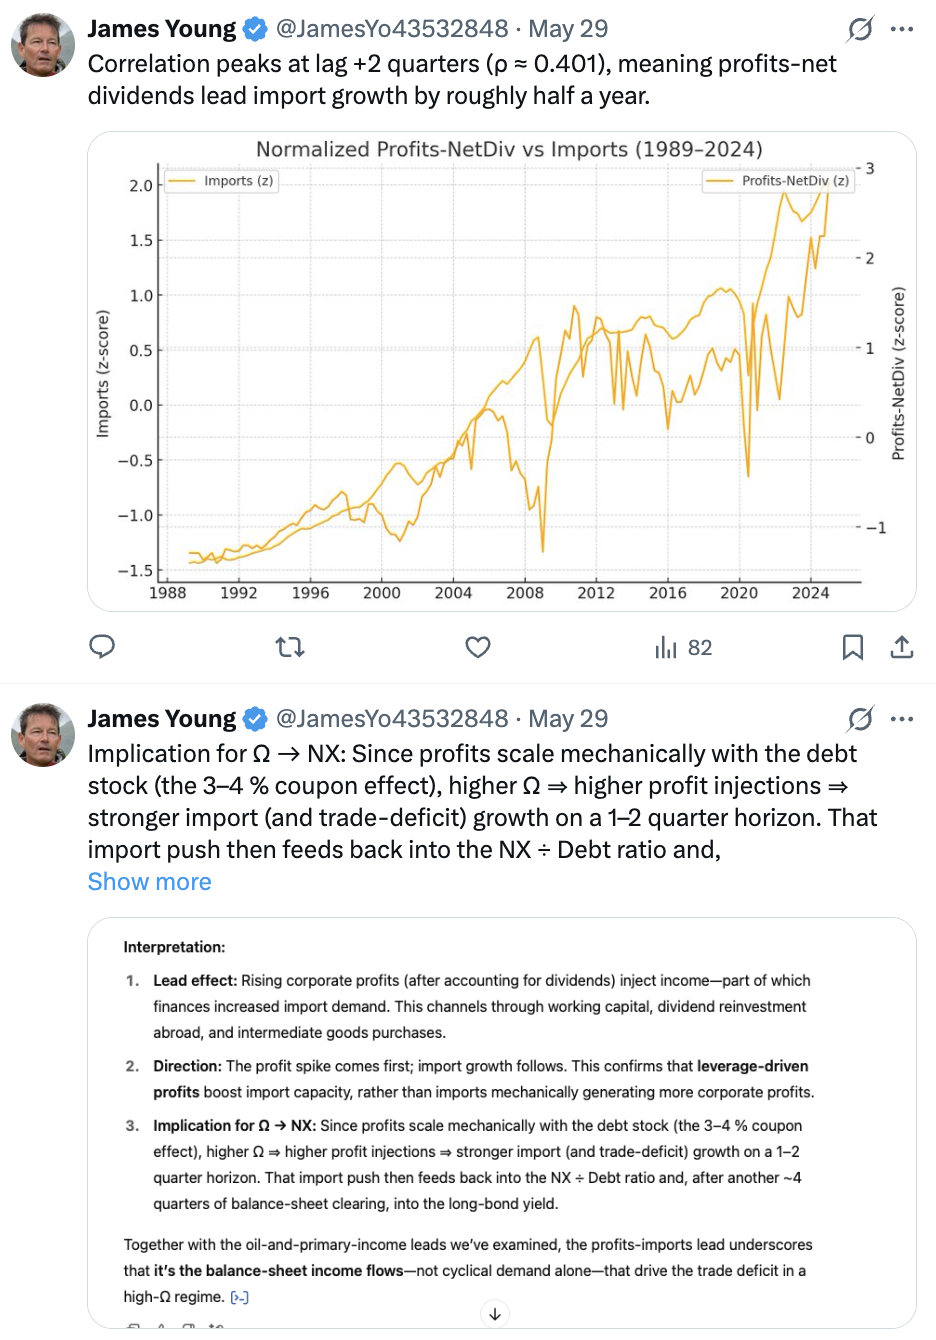 James Young @JamesYo43532848 · May 29
Correlation peaks at lag +2 quarters (ρ ≈ 0.401), meaning profits-net
dividends lead import growth by roughly half a year.
Normalized Profits-NetDiv vs Imports (1989–2024)
Imports (z)
Profits-NetDiv (z)
Imports (z-score)
2.0
1.5
1.0
0.5
0.0
−0.5
−1.0
−1.5
3
2
1
0
−1
Profits-NetDiv (z-score)
1988 1992 1996 2000 2004 2008 2012 2016 2020 2024
82
James Young @JamesYo43532848 · May 29
Implication for Ω → NX: Since profits scale mechanically with the debt
stock (the 3–4 % coupon effect), higher Ω ⇒ higher profit injections ⇒
stronger import (and trade-deficit) growth on a 1–2 quarter horizon. That
import push then feeds back into the NX ÷ Debt ratio and,
Show more
Interpretation:
1. Lead effect: Rising corporate profits (after accounting for dividends) inject income—part of which
finances increased import demand. This channels through working capital, dividend reinvestment
abroad, and intermediate goods purchases.
2. Direction: The profit spike comes first; import growth follows. This confirms that leverage-driven
profits boost import capacity, rather than imports mechanically generating more corporate profits.
3. Implication for Ω → NX: Since profits scale mechanically with the debt stock (the 3–4 % coupon
effect), higher Ω ⇒ higher profit injections ⇒ stronger import (and trade-deficit) growth on a 1–2
quarter horizon. That import push then feeds back into the NX ÷ Debt ratio and, after another ~4
quarters of balance-sheet clearing, into the long-bond yield.
Together with the oil-and-primary-income leads we’ve examined, the profits-imports lead underscores
that it’s the balance-sheet income flows—not cyclical demand alone—that drive the trade deficit in a
high-Ω regime. [>-]